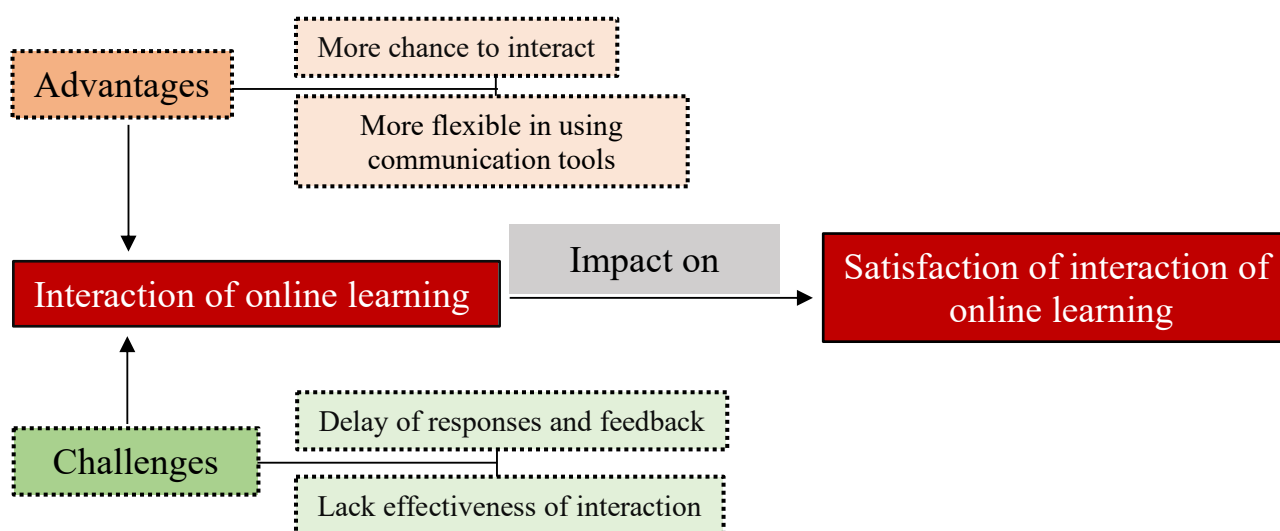 More chance to interact
Advantages
More flexible in using
communication tools
Impact on
Interaction of online learning
Satisfaction of interaction of
online learning
Delay of responses and feedback
Challenges
Lack effectiveness of interaction